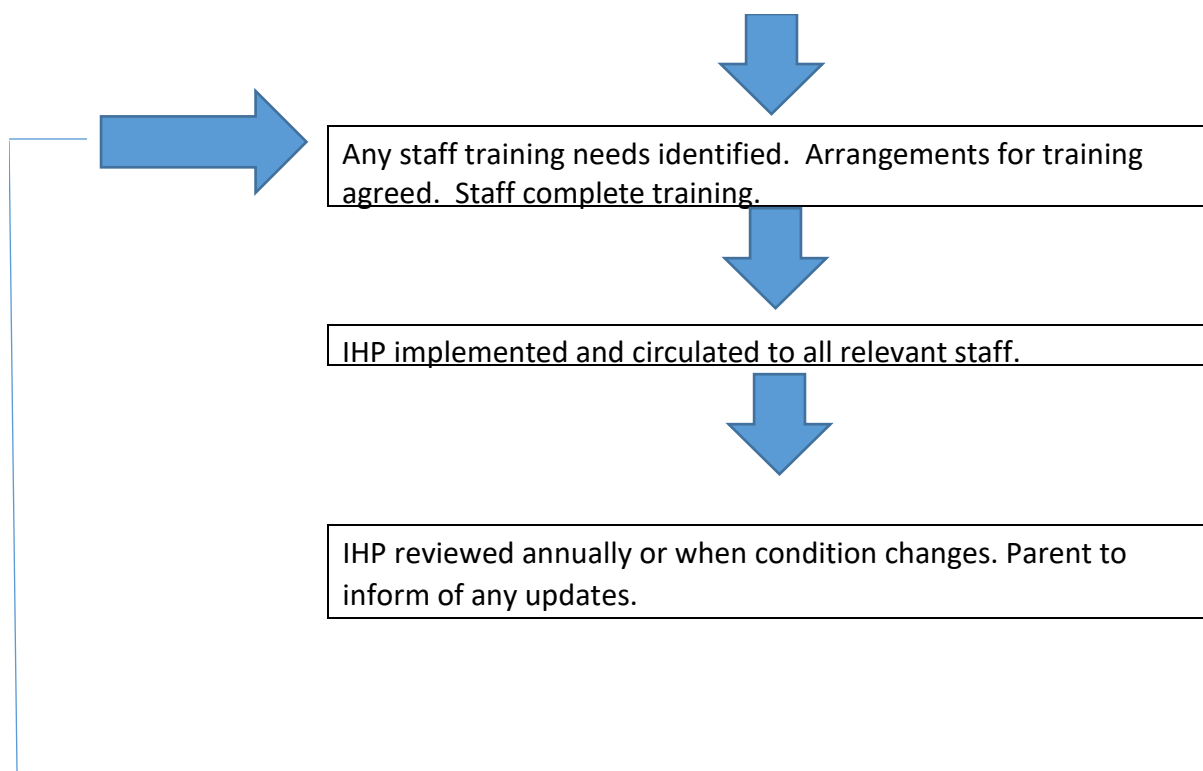 Any staff training needs identified.  Arrangements for training
agreed.  Staff complete training.
IHP implemented and circulated to all relevant staff.
IHP reviewed annually or when condition changes. Parent to
inform of any updates.